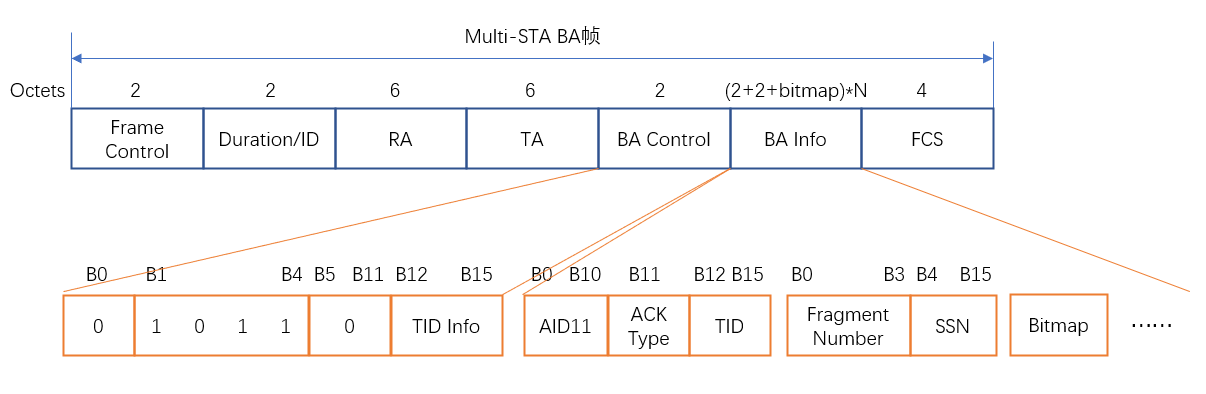 Multi-STA BA帧
Octets 2 2 6 6 2 (2+2+bitmap)*N 4
Frame Control Duration/ID RA TA BA Control BA Info FCS
B0 B1 B4 B5 B11 B12 B15 B0 B10 B11 B12 B15 B0 B3 B4 B15
0 1 0 1 1 0 TID Info AID11 ACK Type TID Fragment Number SSN Bitmap ······